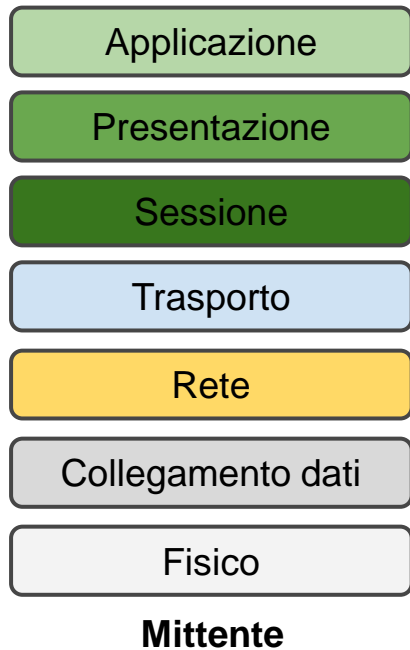 Applicazione
Presentazione
Sessione
Trasporto
Rete
Collegamento dati
Fisico
Mittente